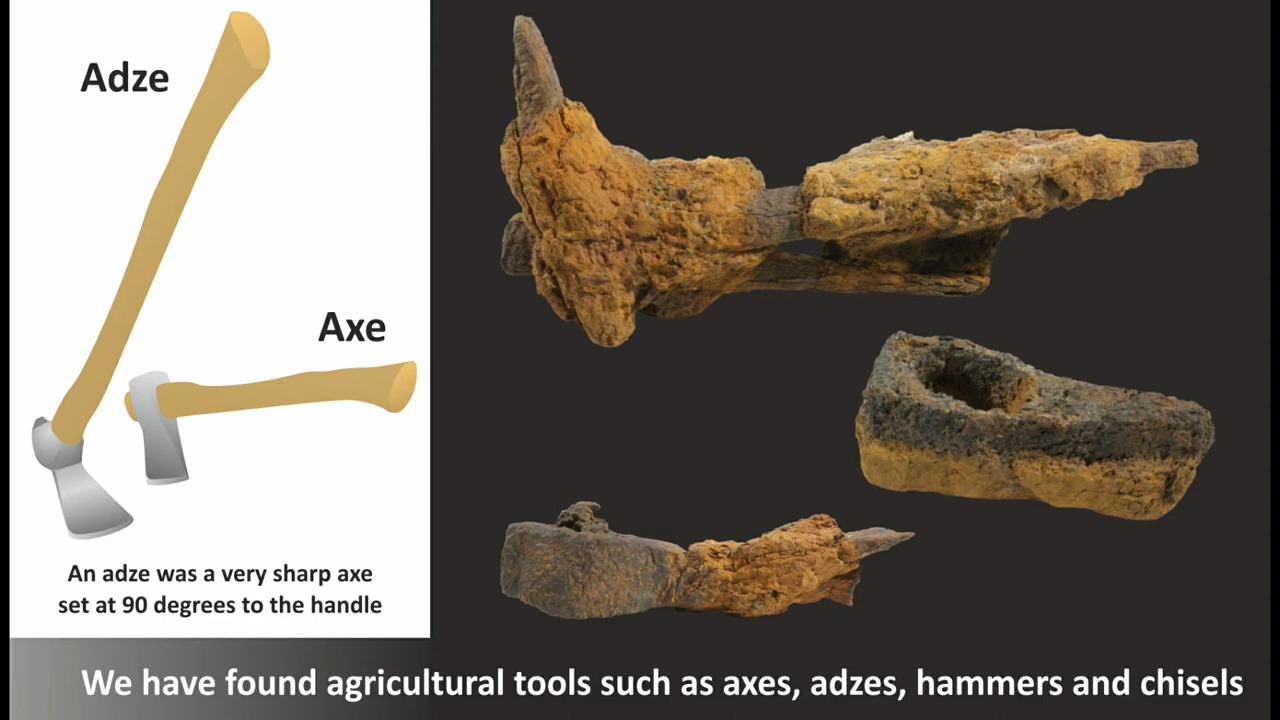 Adze
Axe
An adze was a very sharp axe
set at 90 degrees to the handle
We have found agricultural tools such as axes, adzes, hammers and chisels